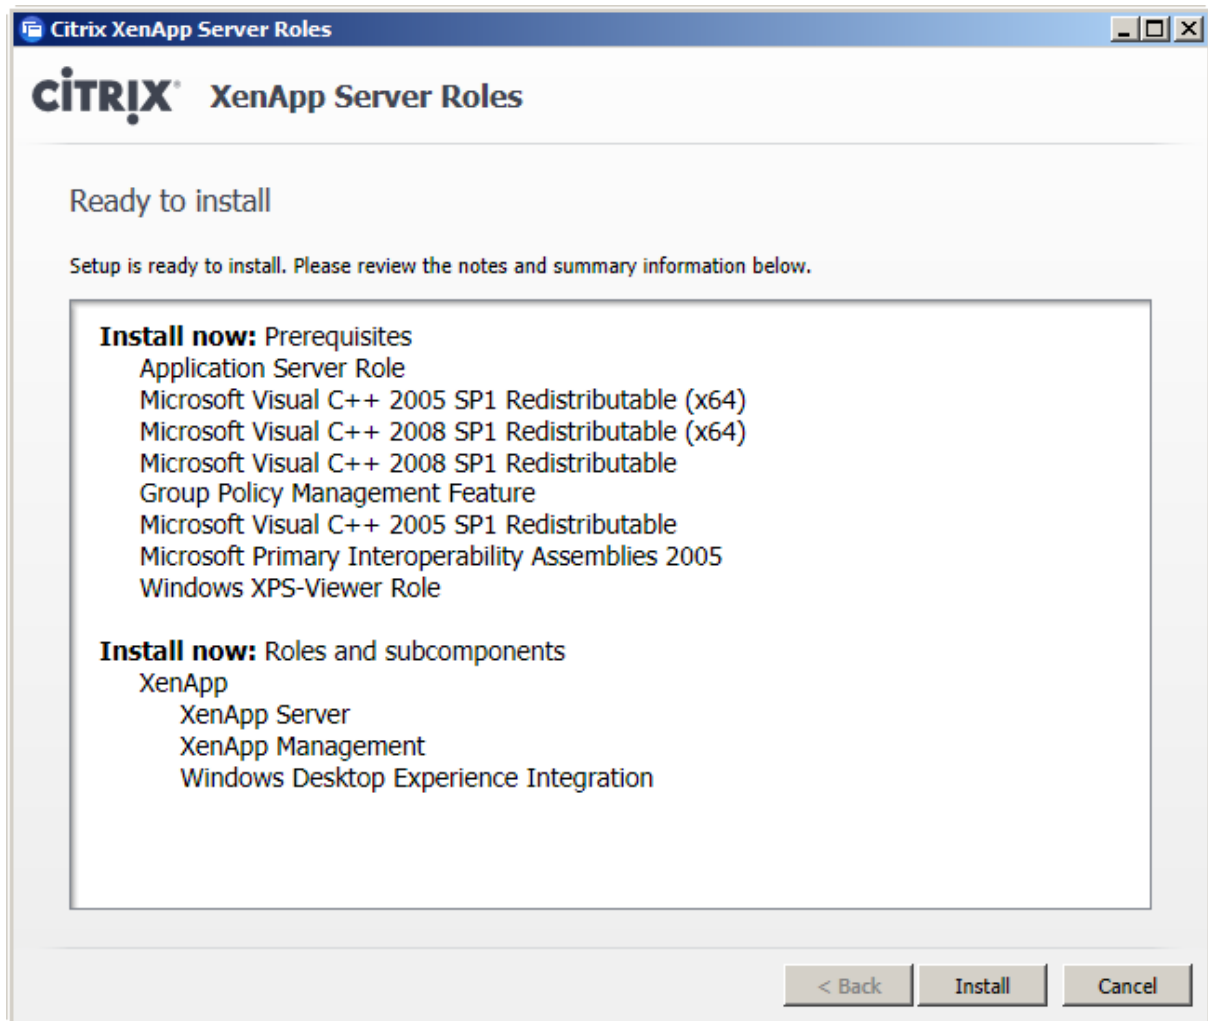 Citrix XenApp Server Roles
CİTRIX XenApp Server Roles
Ready to install
Setup is ready to install. Please review the notes and summary information below.
Install now: Prerequisites
Application Server Role
Microsoft Visual C++ 2005 SP1 Redistributable (x64)
Microsoft Visual C++ 2008 SP1 Redistributable (x64)
Microsoft Visual C++ 2008 SP1 Redistributable
Group Policy Management Feature
Microsoft Visual C++ 2005 SP1 Redistributable
Microsoft Primary Interoperability Assemblies 2005
Windows XPS-Viewer Role
Install now: Roles and subcomponents
XenApp
XenApp Server
XenApp Management
Windows Desktop Experience Integration
< Back Install Cancel